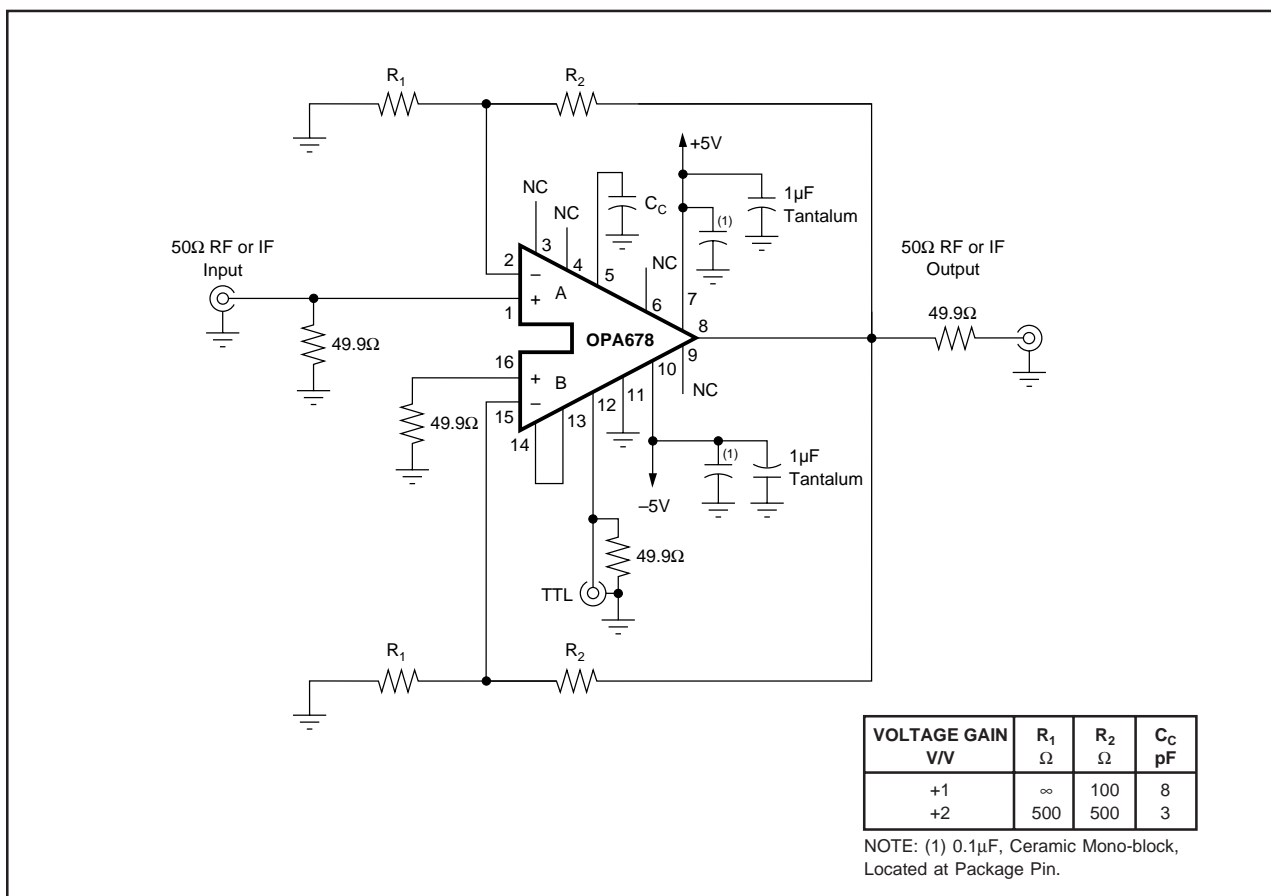 R1
R2
+5V
NC
NC
CC
(1)
1µF
Tantalum
50Ω RF or IF
Input
50Ω RF or IF
Output
2
3
4
5
NC
6
7
–
A
+
1
49.9Ω
OPA678
8
9
49.9Ω
16
+
B
10
NC
15
–
12
11
49.9Ω
14
13
(1)
1µF
Tantalum
–5V
49.9Ω
TTL
R1
R2
VOLTAGE GAIN R1 R2 CC
V/V Ω Ω pF
+1 ∞ 100 8
+2 500 500 3
NOTE: (1) 0.1µF, Ceramic Mono-block,
Located at Package Pin.